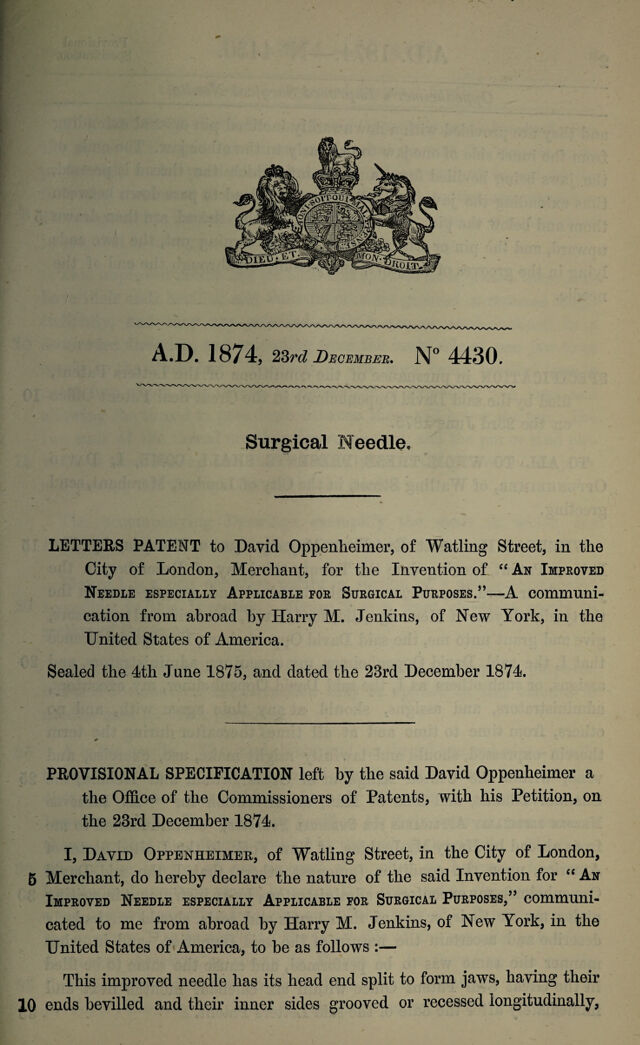 DIEU ET MON DROIT
A.D. 1874, 23rd DECEMBER. No 4430.
Surgical Needle.
LETTERS PATENT to David Oppenheimer, of Watling Street, in the
City of London, Merchant, for the Invention of “AN IMPROVED
NEEDLE ESPECIALLY APPLICABLE FOR SURGICAL PURPOSES.”—A communi-
cation from abroad by Harry M. Jenkins, of New York, in the
United States of America.
Sealed the 4th June 1875, and dated the 23rd December 1874.
PROVISIONAL SPECIFICATION left by the said David Oppenheimer a
the Office of the Commissioners of Patents, with his Petition, on
the 23rd December 1874.
I, DAVID OPPENHEIMER, of Watling Street, in the City of London,
5 Merchant, do hereby declare the nature of the said Invention for “AN
IMPROVED NEEDLE ESPECIALLY APPLICABLE FOR SURGICAL PURPOSES,” communi-
cated to me from abroad by Harry M. Jenkins, of New York, in the
United States of America, to be as follows :—
This improved needle has its head end split to form jaws, having their
10 ends bevilled and their inner sides grooved or recessed longitudinally,